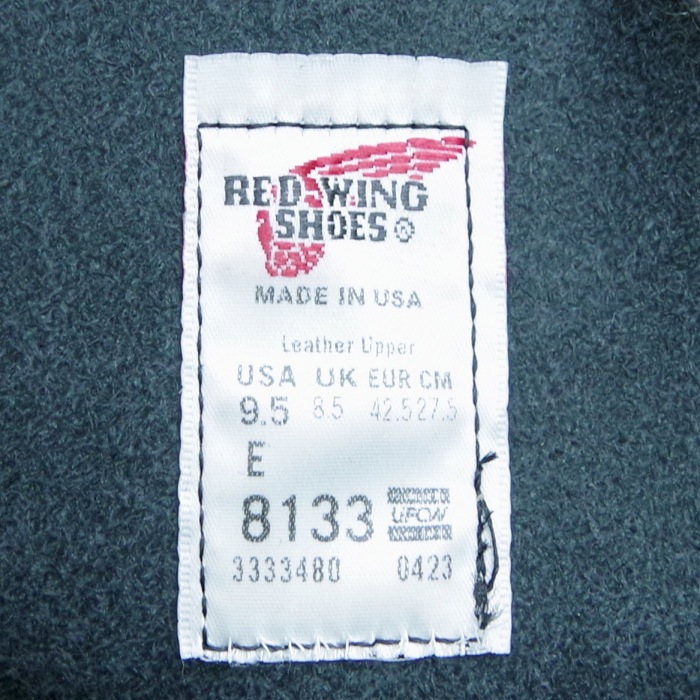 RED WING
SHOES®
MADE IN USA
Leather Upper
USA UK EUR CM
9.5 8.5 42.5 27.5
E
8133 UFCW
3333480 0423